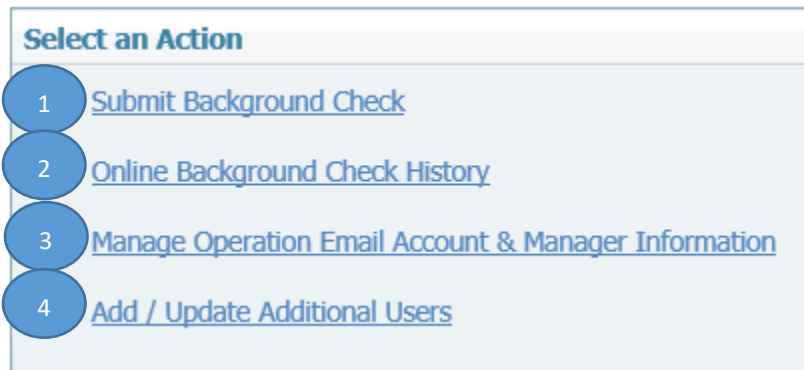 Select an Action
1 Submit Background Check
2 Online Background Check History
3 Manage Operation Email Account & Manager Information
4 Add / Update Additional Users